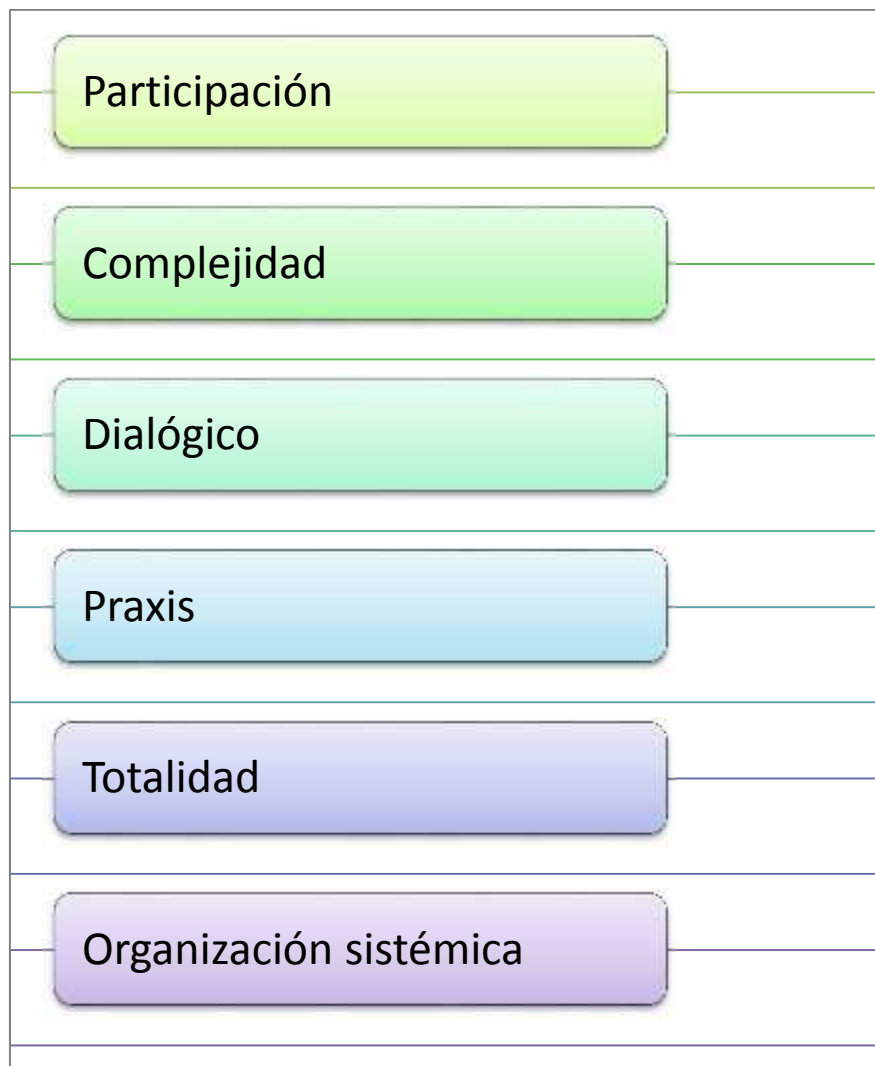 Participación
Complejidad
Dialógico
Praxis
Totalidad
Organización sistémica